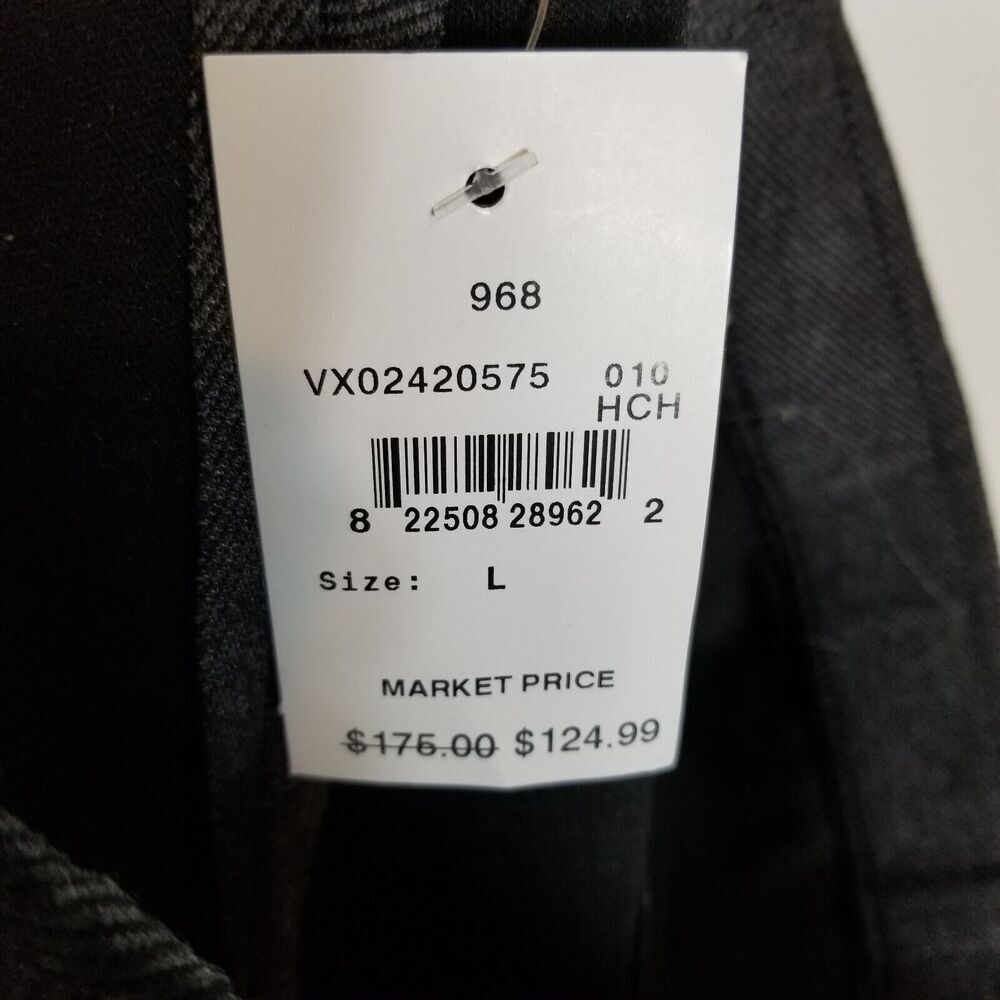 968
VX02420575 010
HCH
8 22508 28962 2
Size: L
MARKET PRICE
$175.00 $124.99